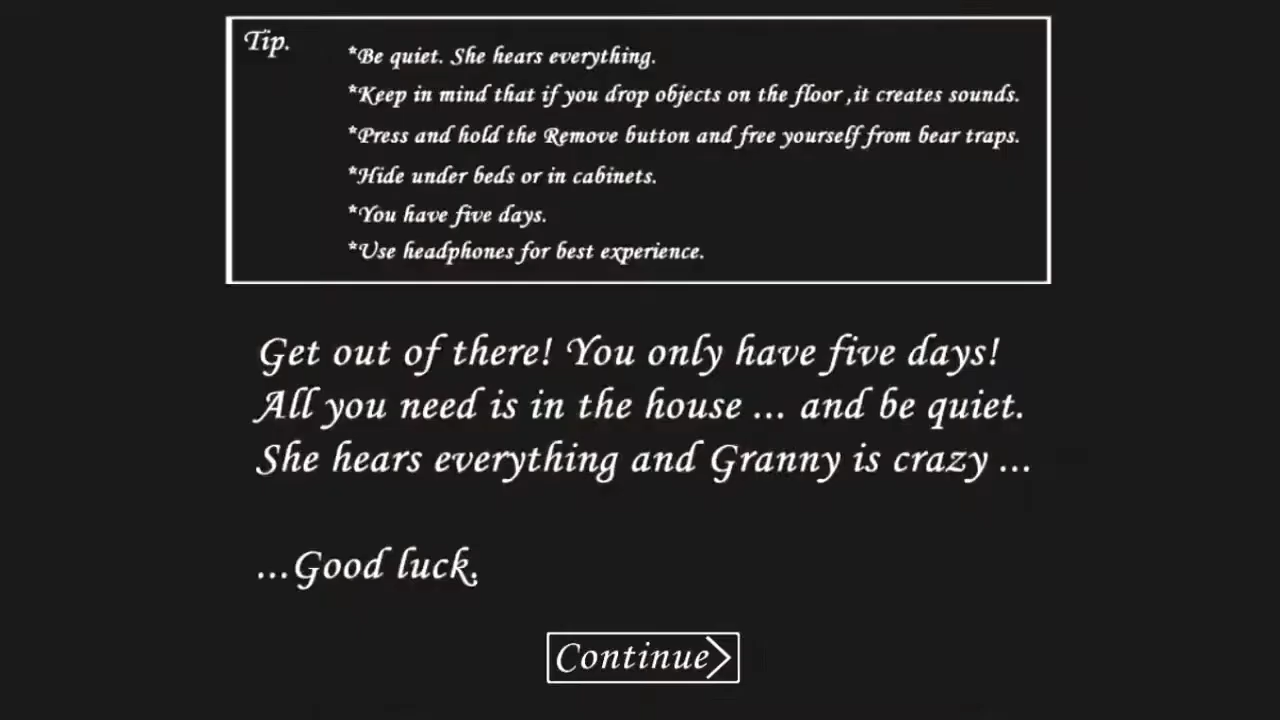 Tip.
*Be quiet. She hears everything.
*Keep in mind that if you drop objects on the floor ,it creates sounds.
*Press and hold the Remove button and free yourself from bear traps.
*Hide under beds or in cabinets.
*You have five days.
*Use headphones for best experience.
Get out of there! You only have five days!
All you need is in the house ... and be quiet.
She hears everything and Granny is crazy ...
...Good luck.
Continue>